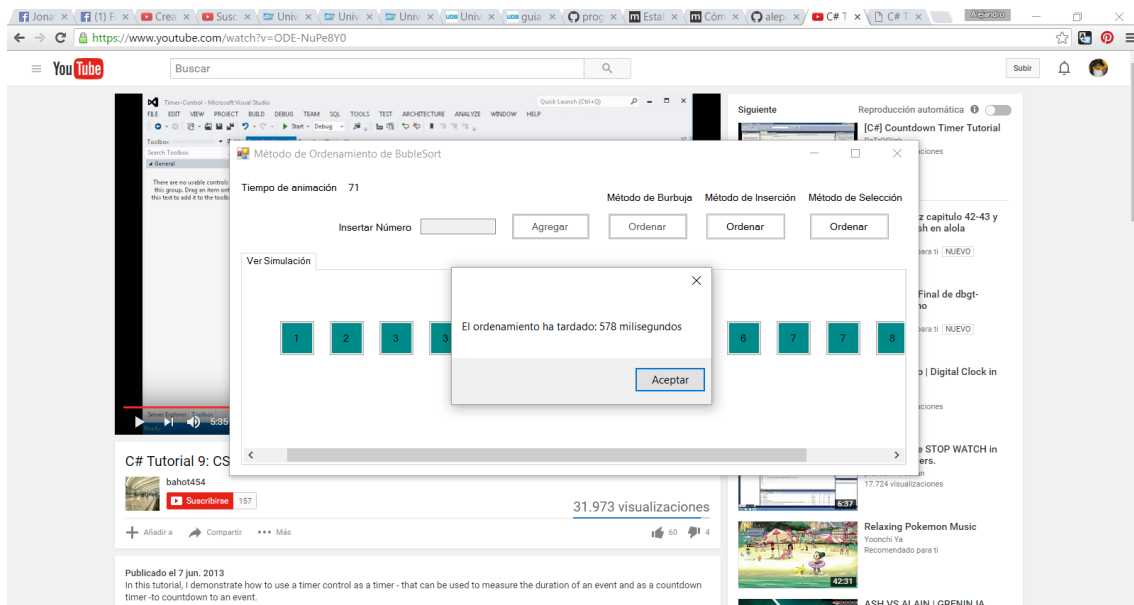 Jona
(1) F
Crea
Susc
Univ
Univ
Univ
Univ
guia
prog
Estal
Cóm
alep
C# T
C# T
Alejandro
https://www.youtube.com/watch?v=ODE-NuPe8Y0
YouTube
Buscar
Subir
Timer-Control - Microsoft Visual Studio
Quick Launch (Ctrl+Q)
FILE EDIT VIEW PROJECT BUILD DEBUG TEAM SQL TOOLS TEST ARCHITECTURE ANALYZE WINDOW HELP
Start - Debug
Toolbox
Search Toolbox
General
There are no usable controls
this group. Drag an item ont
this text to add it to the toolb
Server Explorer Toolbox
Ready
5:35
Método de Ordenamiento de BubleSort
Tiempo de animación 71
Método de Burbuja Método de Inserción Método de Selección
Insertar Número Agregar Ordenar Ordenar Ordenar
Ver Simulación
1 2 3 3 6 7 7 8
El ordenamiento ha tardado: 578 milisegundos
Aceptar
C# Tutorial 9: CS
bahot454
Suscribirse 157
31.973 visualizaciones
Añadir a Compartir Más
60 4
Publicado el 7 jun. 2013
In this tutorial, I demonstrate how to use a timer control as a timer - that can be used to measure the duration of an event and as a countdown
timer -to countdown to an event.
Siguiente Reproducción automática
[C#] Countdown Timer Tutorial
ciones
z capitulo 42-43 y
sh en alola
para ti NUEVO
Final de dbgt-
no
para ti NUEVO
o | Digital Clock in
ciones
e STOP WATCH in
ers.
17.724 visualizaciones
6:37
Relaxing Pokemon Music
Yoonchi Ya
Recomendado para ti
42:31
ASH VS ALAIN | GRENINJA